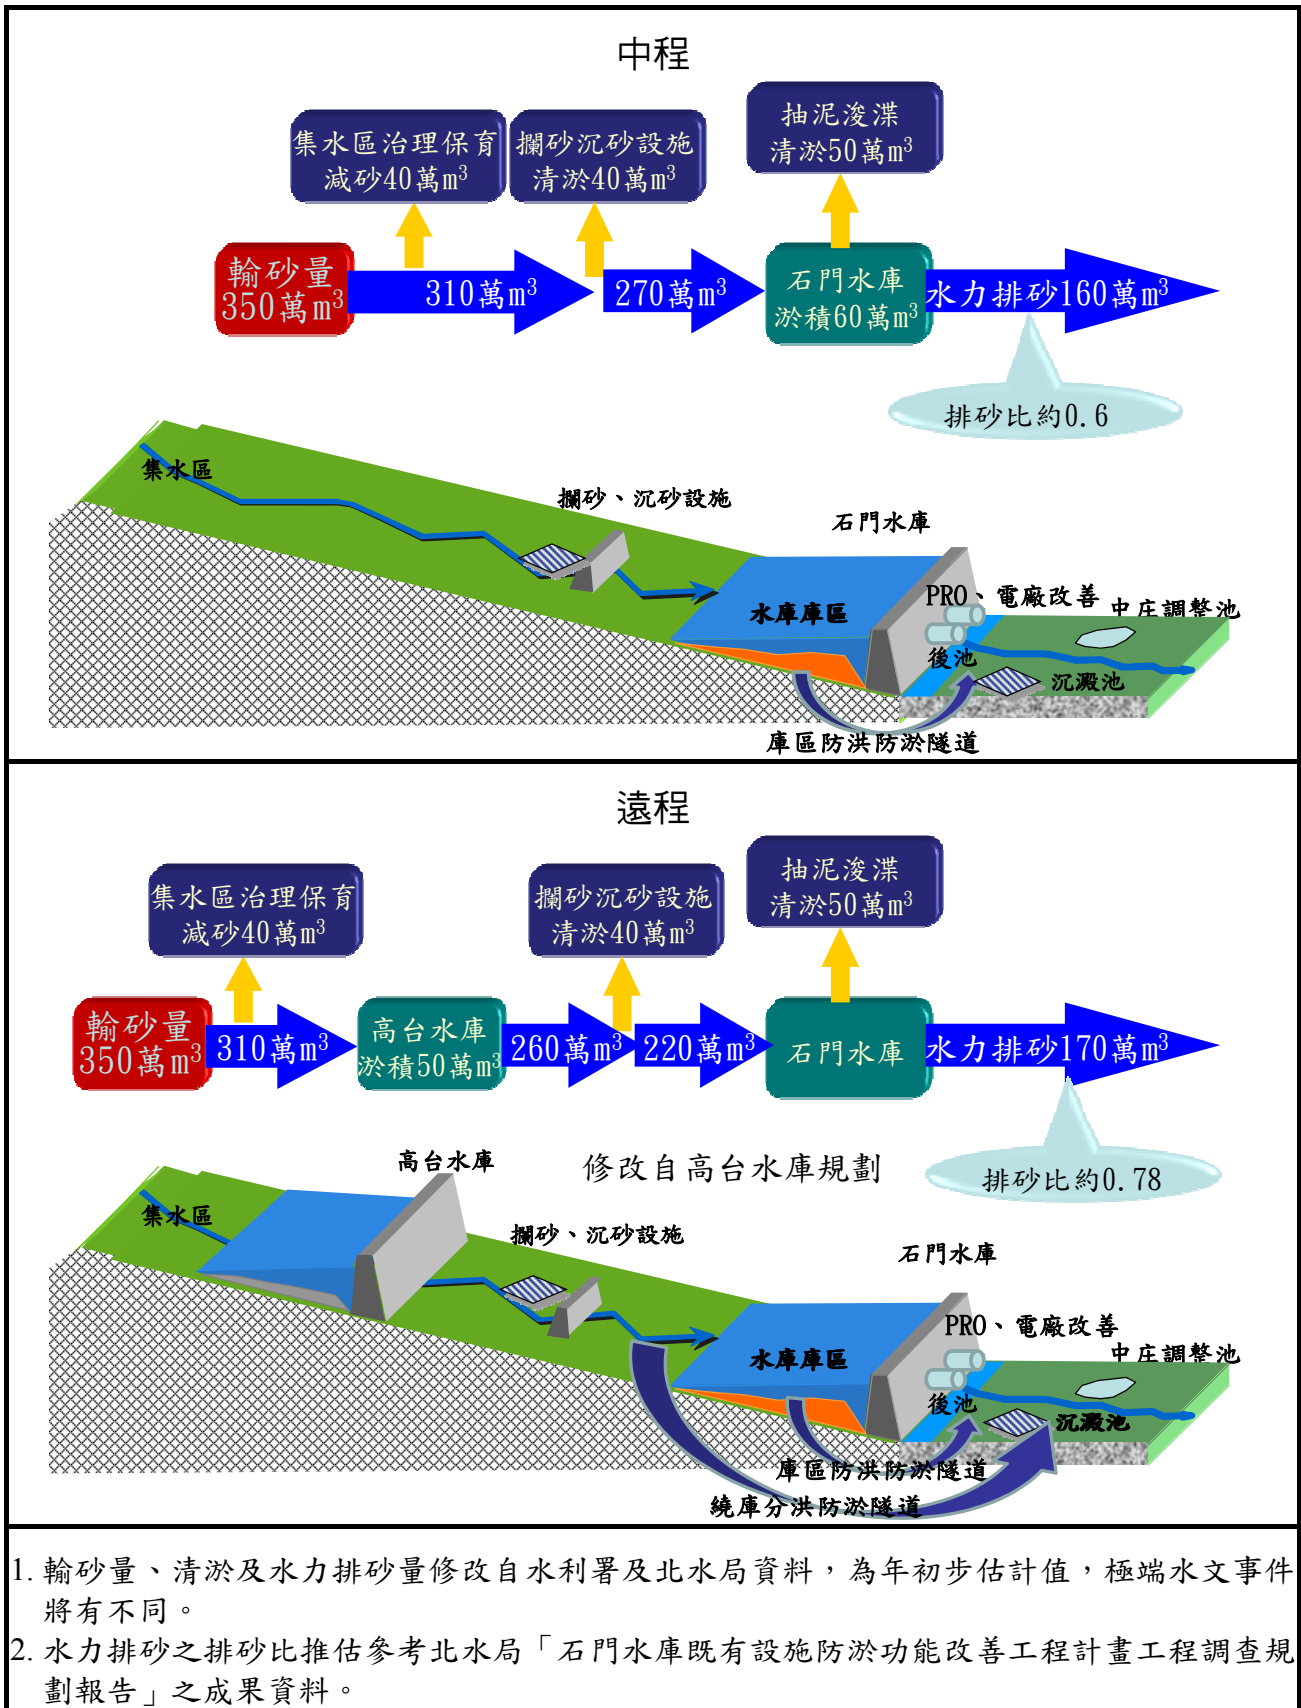 中程
集水區治理保育
減砂40萬m³
攔砂沉砂設施
清淤40萬m³
抽泥浚渫
清淤50萬m³
輸砂量
350萬m³
310萬m³
270萬m³
石門水庫
淤積60萬m³
水力排砂160萬m³
排砂比約0.6
集水區
攔砂、沉砂設施
石門水庫
水庫庫區
PRO、電廠改善
中庄調整池
後池
沉澱池
庫區防洪防淤隧道
遠程
集水區治理保育
減砂40萬m³
攔砂沉砂設施
清淤40萬m³
抽泥浚渫
清淤50萬m³
輸砂量
350萬m³
310萬m³
高台水庫
淤積50萬m³
260萬m³
220萬m³
石門水庫
水力排砂170萬m³
排砂比約0.78
高台水庫
修改自高台水庫規劃
集水區
攔砂、沉砂設施
石門水庫
水庫庫區
PRO、電廠改善
中庄調整池
後池
沉澱池
庫區防洪防淤隧道
繞庫分洪防淤隧道
1. 輸砂量、清淤及水力排砂量修改自水利署及北水局資料，為年初步估計值，極端水文事件
將有不同。
2. 水力排砂之排砂比推估參考北水局「石門水庫既有設施防淤功能改善工程計畫工程調查規
劃報告」之成果資料。